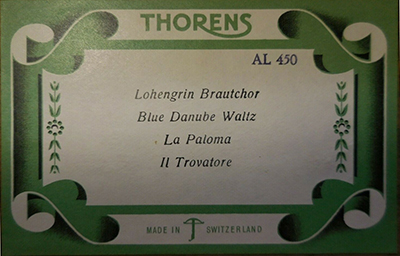 THORENS
AL 450
Lohengrin Brautchor
Blue Danube Waltz
La Paloma
Il Trovatore
MADE IN SWITZERLAND